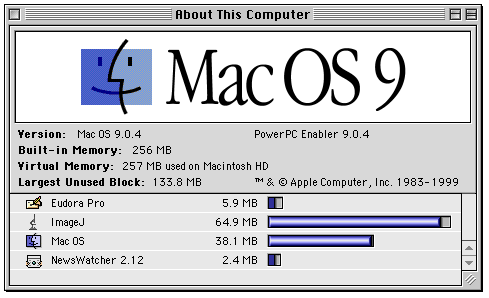 About This Computer
Mac OS 9
Version: Mac OS 9.0.4 PowerPC Enabler 9.0.4
Built-in Memory: 256 MB
Virtual Memory: 257 MB used on Macintosh HD
Largest Unused Block: 133.8 MB ™ & © Apple Computer, Inc. 1983-1999
Eudora Pro 5.9 MB
ImageJ 64.9 MB
Mac OS 38.1 MB
NewsWatcher 2.12 2.4 MB